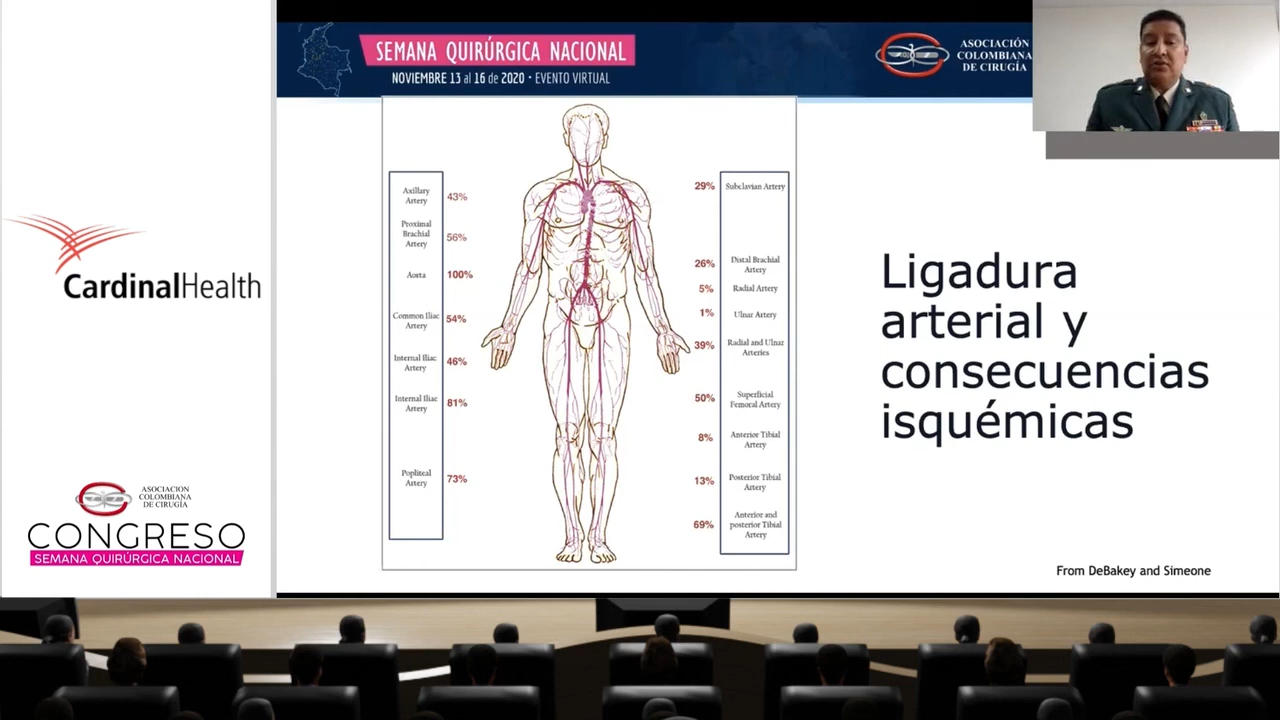 SEMANA QUIRÚRGICA NACIONAL
NOVIEMBRE 13 al 16 de 2020 • EVENTO VIRTUAL
ASOCIACIÓN
COLOMBIANA
DE CIRUGÍA
CardinalHealth
ASOCIACION
COLOMBIANA
DE CIRUGÍA
CONGRESO
SEMANA QUIRÚRGICA NACIONAL
Axillary
Artery
43%
Proximal
Brachial
Artery
56%
Aorta
100%
Common Iliac
Artery
54%
Internal Iliac
Artery
46%
Internal Iliac
Artery
81%
Popliteal
Artery
73%
29%
Subclavian Artery
26%
Distal Brachial
Artery
5%
Radial Artery
1%
Ulnar Artery
39%
Radial and Ulnar
Arteries
50%
Superficial
Femoral Artery
8%
Anterior Tibial
Artery
13%
Posterior Tibial
Artery
69%
Anterior and
posterior Tibial
Artery
Ligadura
arterial y
consecuencias
isquémicas
From DeBakey and Simeone